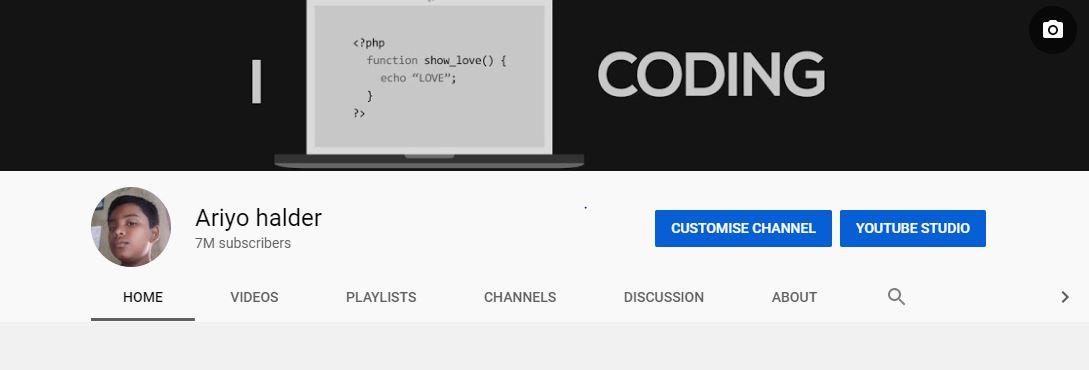 I
<?php
function show_love() {
echo “LOVE”;
}
?>
CODING
Ariyo halder
7M subscribers
CUSTOMISE CHANNEL
YOUTUBE STUDIO
HOME
VIDEOS
PLAYLISTS
CHANNELS
DISCUSSION
ABOUT